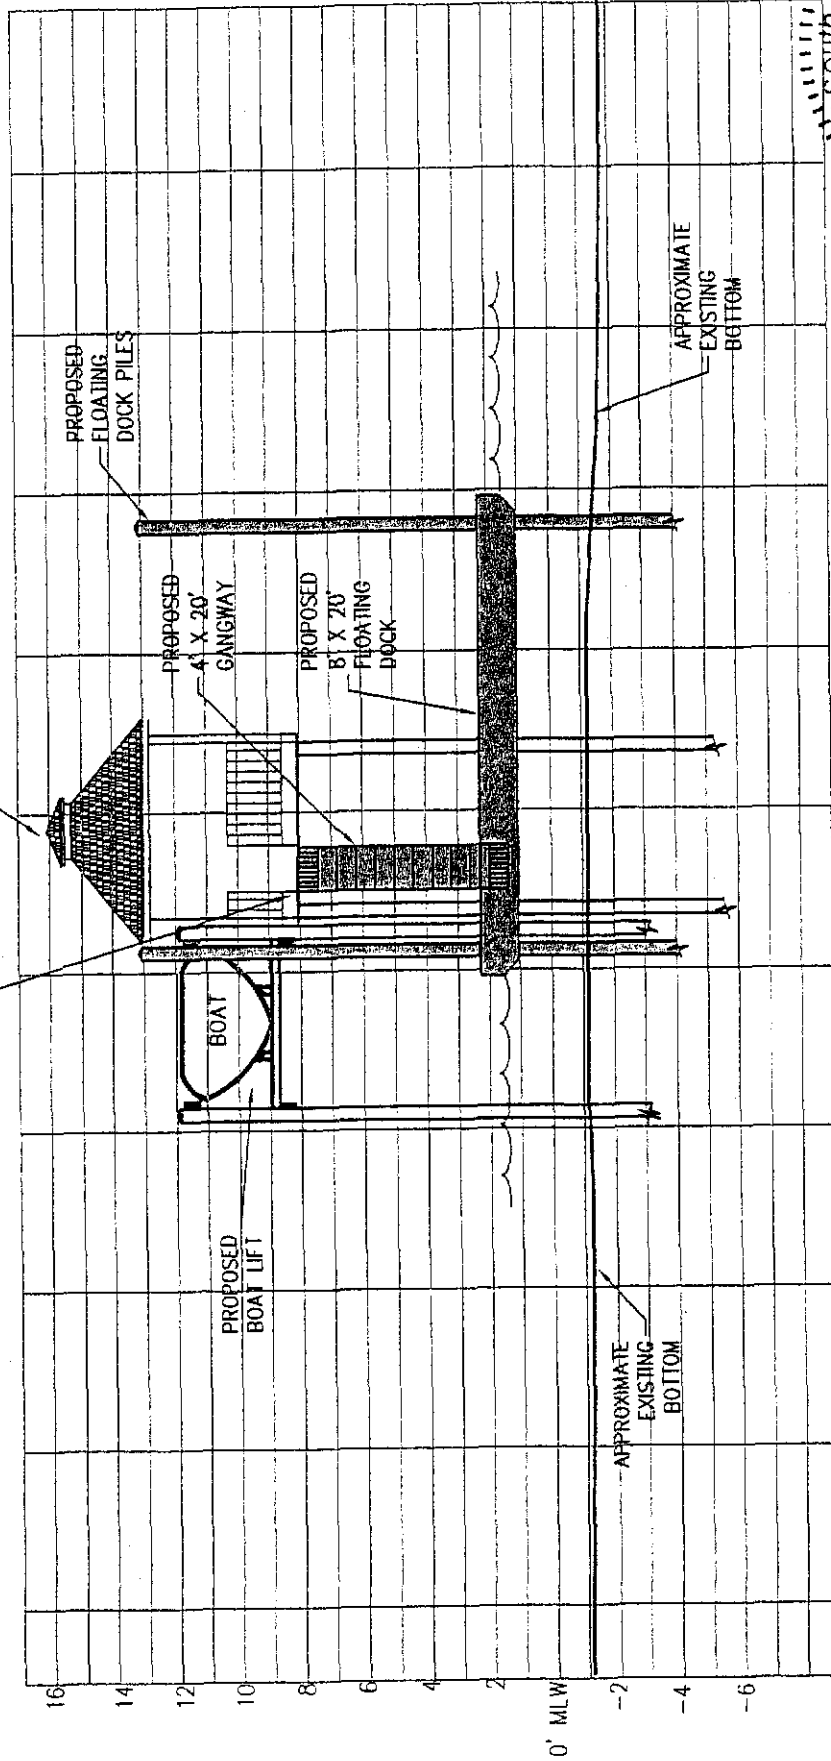 PROPOSED
FLOATING
DOCK PILES
PROPOSED
4' X 20'
GANGWAY
PROPOSED
8' X 20'
FLOATING
DOCK
BOAT
PROPOSED
BOAT LIFT
APPROXIMATE
EXISTING
BOTTOM
APPROXIMATE
EXISTING
BOTTOM
16
14
12
10
8
6
4
2
0' MLW
-2
-4
-6